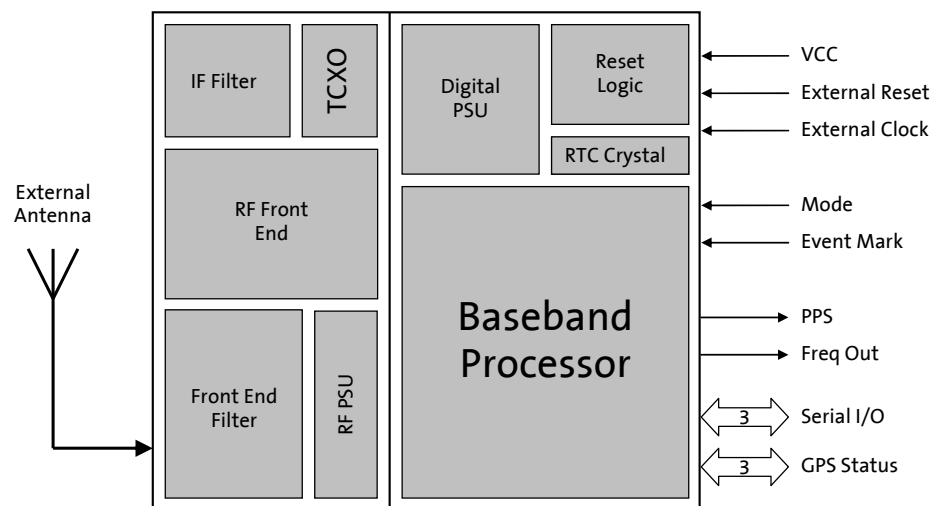 External
Antenna
IF Filter
TCXO
RF Front
End
Front End
Filter
RF PSU
Digital
PSU
Reset
Logic
RTC Crystal
Baseband
Processor
VCC
External Reset
External Clock
Mode
Event Mark
PPS
Freq Out
3
Serial I/O
3
GPS Status